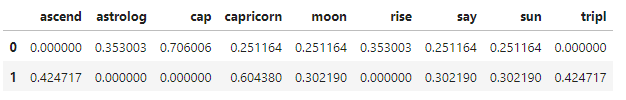 ascend astrolog cap capricorn moon rise say sun tripl
0 0.000000 0.353003 0.706006 0.251164 0.251164 0.353003 0.251164 0.251164 0.000000
1 0.424717 0.000000 0.000000 0.604380 0.302190 0.000000 0.302190 0.302190 0.424717